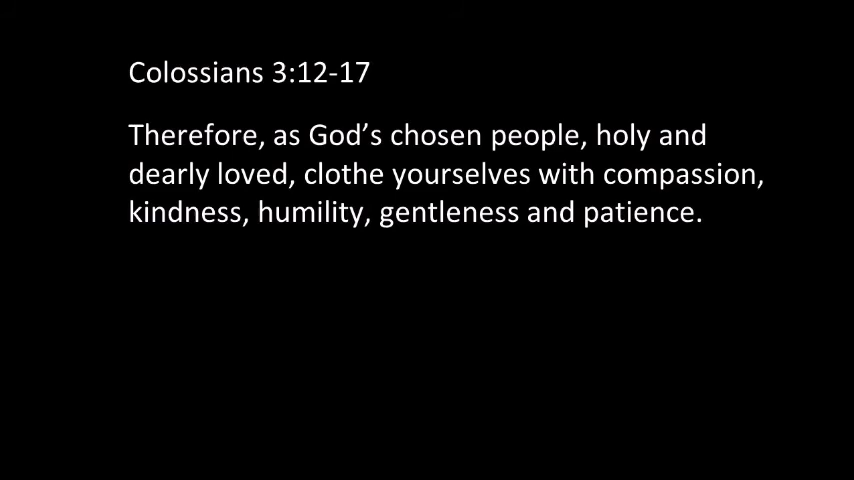 Colossians 3:12-17
Therefore, as God’s chosen people, holy and
dearly loved, clothe yourselves with compassion,
kindness, humility, gentleness and patience.